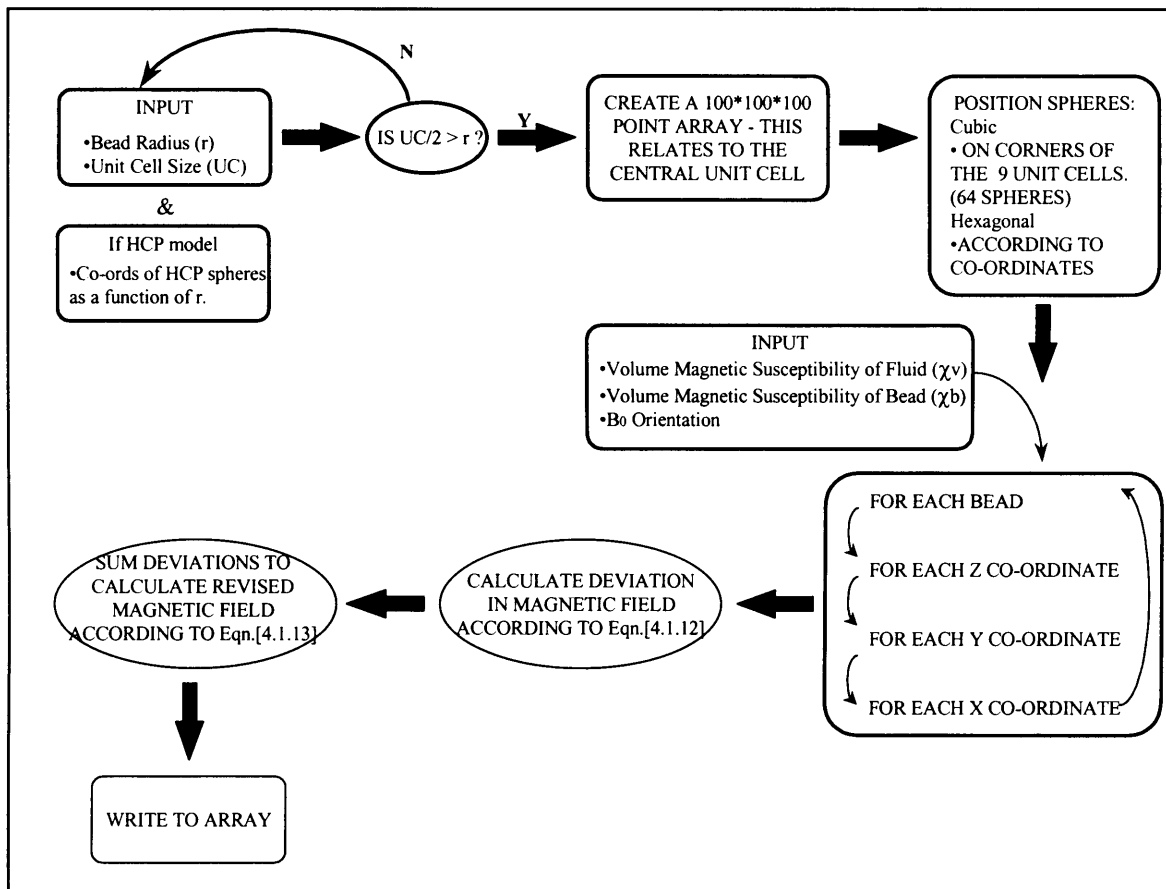 N
INPUT
•Bead Radius (r)
•Unit Cell Size (UC)
&
If HCP model
•Co-ords of HCP spheres
as a function of r.
IS UC/2 > r ?
Y
CREATE A 100*100*100
POINT ARRAY - THIS
RELATES TO THE
CENTRAL UNIT CELL
POSITION SPHERES:
Cubic
• ON CORNERS OF
THE 9 UNIT CELLS.
(64 SPHERES)
Hexagonal
•ACCORDING TO
CO-ORDINATES
INPUT
•Volume Magnetic Susceptibility of Fluid (χv)
•Volume Magnetic Susceptibility of Bead (χb)
•B0 Orientation
FOR EACH BEAD
FOR EACH Z CO-ORDINATE
FOR EACH Y CO-ORDINATE
FOR EACH X CO-ORDINATE
CALCULATE DEVIATION
IN MAGNETIC FIELD
ACCORDING TO Eqn.[4.1.12]
SUM DEVIATIONS TO
CALCULATE REVISED
MAGNETIC FIELD
ACCORDING TO Eqn.[4.1.13]
WRITE TO ARRAY